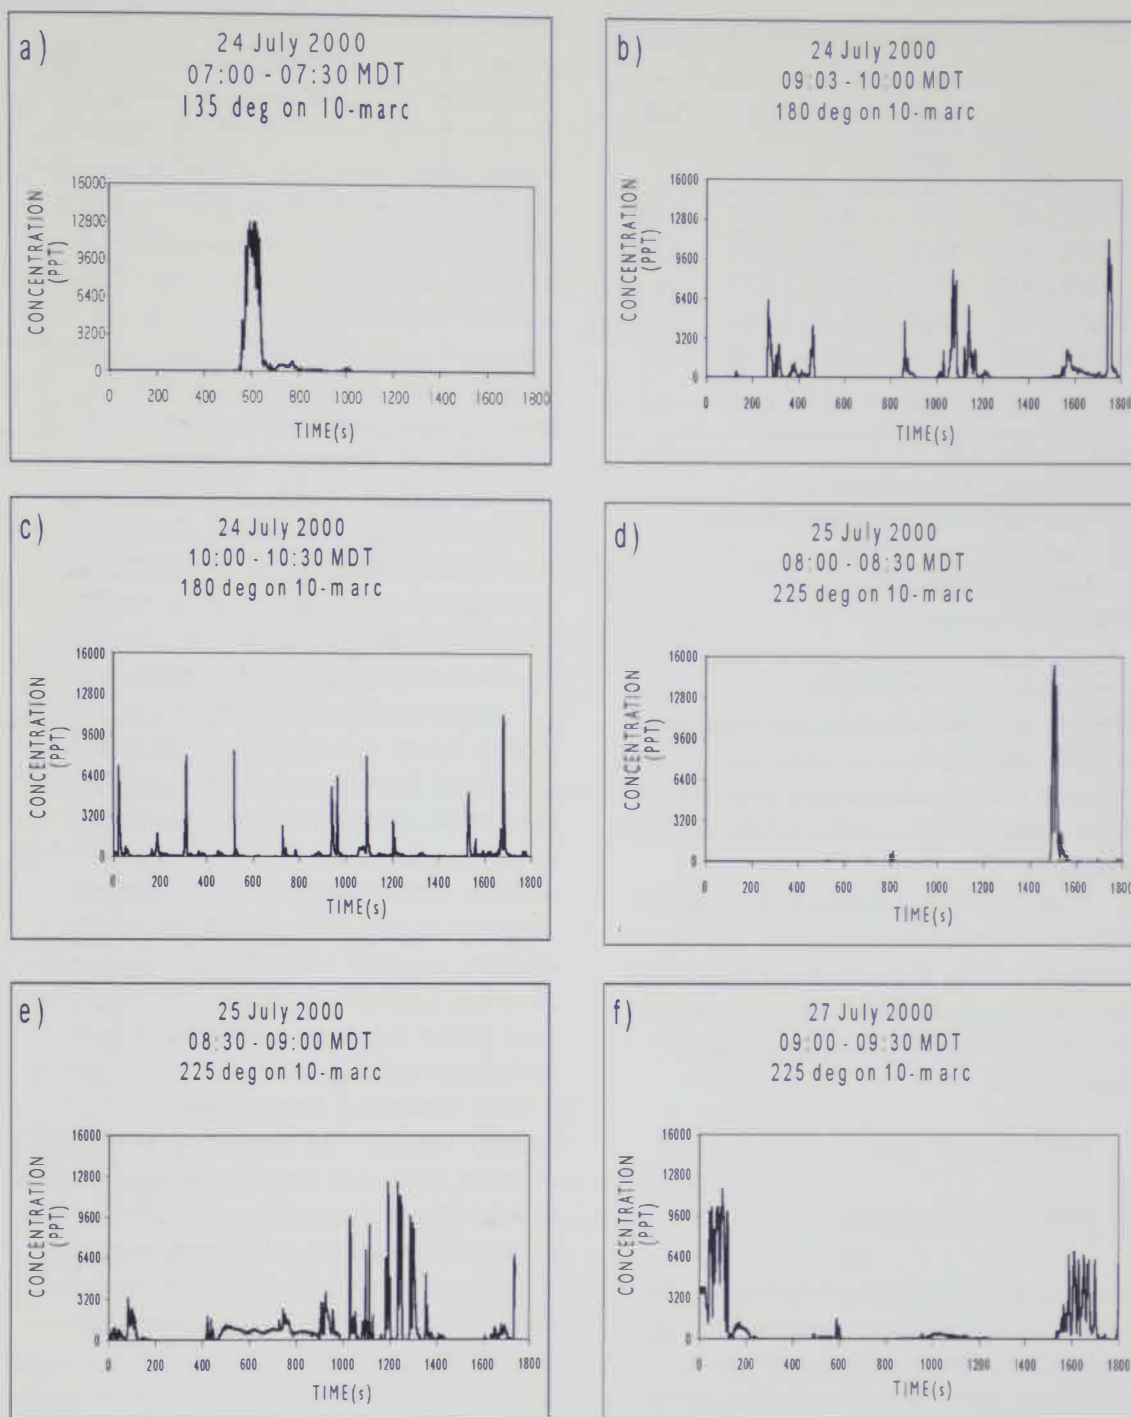 a)
24 July 2000
07:00 - 07:30 MDT
135 deg on 10-marc
CONCENTRATION
(PPT)
15000
12800
9600
6400
3200
0
0 200 400 600 800 1000 1200 1400 1600 1800
TIME(s)
b)
24 July 2000
09:03 - 10:00 MDT
180 deg on 10-marc
CONCENTRATION
(PPT)
16000
12800
9600
6400
3200
0
0 200 400 600 800 1000 1200 1400 1600 1800
TIME(s)
c)
24 July 2000
10:00 - 10:30 MDT
180 deg on 10-marc
CONCENTRATION
(PPT)
16000
12800
9600
6400
3200
0
0 200 400 600 800 1000 1200 1400 1600 1800
TIME(s)
d)
25 July 2000
08:00 - 08:30 MDT
225 deg on 10-marc
CONCENTRATION
(PPT)
16000
12800
9600
6400
3200
0
0 200 400 600 800 1000 1200 1400 1600 1800
TIME(s)
e)
25 July 2000
08:30 - 09:00 MDT
225 deg on 10-marc
CONCENTRATION
(PPT)
16000
12800
9600
6400
3200
0
0 200 400 600 800 1000 1200 1400 1600 1800
TIME(s)
f)
27 July 2000
09:00 - 09:30 MDT
225 deg on 10-marc
CONCENTRATION
(PPT)
16000
12800
9600
6400
3200
0
0 200 400 600 800 1000 1200 1400 1600 1800
TIME(s)